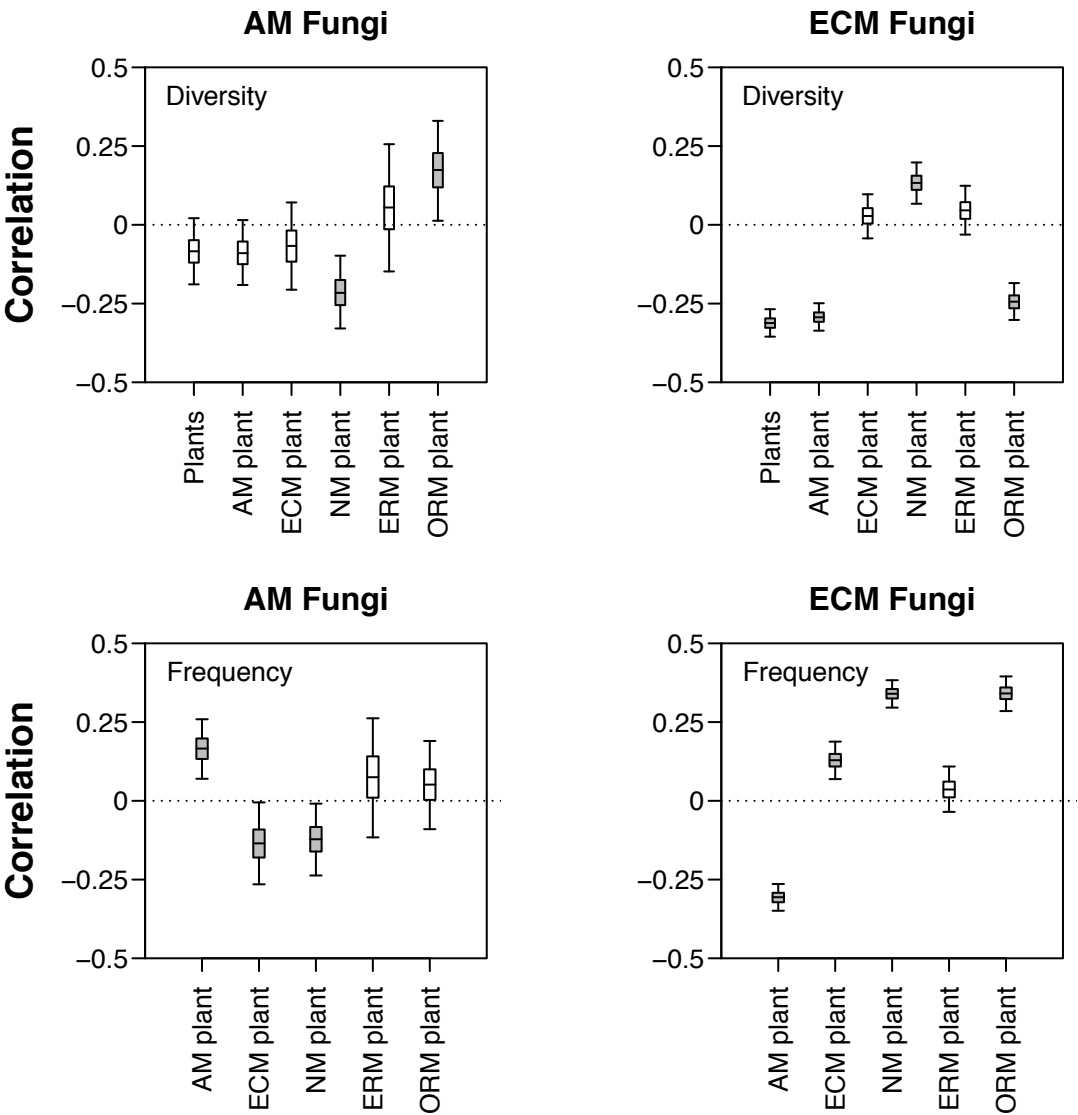 AM Fungi
ECM Fungi
Correlation
0.5
0.25
0
−0.25
−0.5
Diversity
Plants
AM plant
ECM plant
NM plant
ERM plant
ORM plant
0.5
0.25
0
−0.25
−0.5
Diversity
Plants
AM plant
ECM plant
NM plant
ERM plant
ORM plant
AM Fungi
ECM Fungi
Correlation
0.5
0.25
0
−0.25
−0.5
Frequency
AM plant
ECM plant
NM plant
ERM plant
ORM plant
0.5
0.25
0
−0.25
−0.5
Frequency
AM plant
ECM plant
NM plant
ERM plant
ORM plant